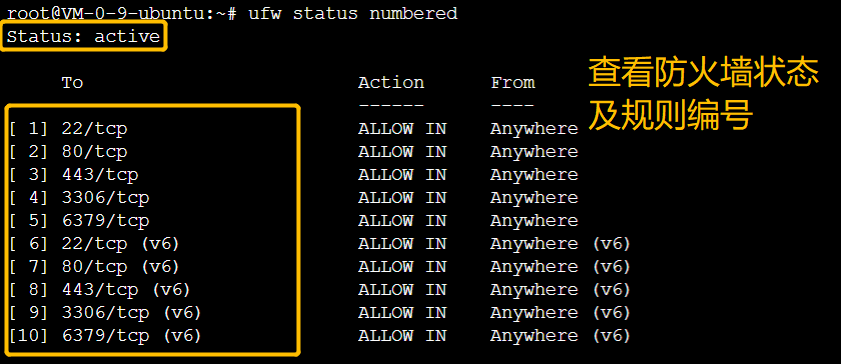 root@VM-0-9-ubuntu:~# ufw status numbered
Status: active
To Action From
------ ----
[ 1] 22/tcp ALLOW IN Anywhere
[ 2] 80/tcp ALLOW IN Anywhere
[ 3] 443/tcp ALLOW IN Anywhere
[ 4] 3306/tcp ALLOW IN Anywhere
[ 5] 6379/tcp ALLOW IN Anywhere
[ 6] 22/tcp (v6) ALLOW IN Anywhere (v6)
[ 7] 80/tcp (v6) ALLOW IN Anywhere (v6)
[ 8] 443/tcp (v6) ALLOW IN Anywhere (v6)
[ 9] 3306/tcp (v6) ALLOW IN Anywhere (v6)
[10] 6379/tcp (v6) ALLOW IN Anywhere (v6)
查看防火墙状态
及规则编号